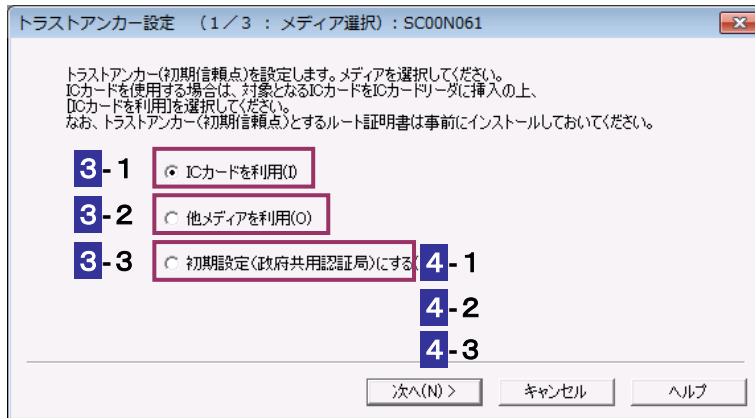 トラストアンカー設定 (1/3 : メディア選択) : SC00N061
トラストアンカー(初期信頼点)を設定します。メディアを選択してください。
ICカードを使用する場合は、対象となるICカードをICカードリーダに挿入の上、
[ICカードを利用]を選択してください。
なお、トラストアンカー(初期信頼点)とするルート証明書は事前にインストールしておいてください。
3-1 ICカードを利用(I)
3-2 他メディアを利用(O)
3-3 初期設定(政府共用認証局)にする( 4-1
4-2
4-3
次へ(N) > キャンセル ヘルプ